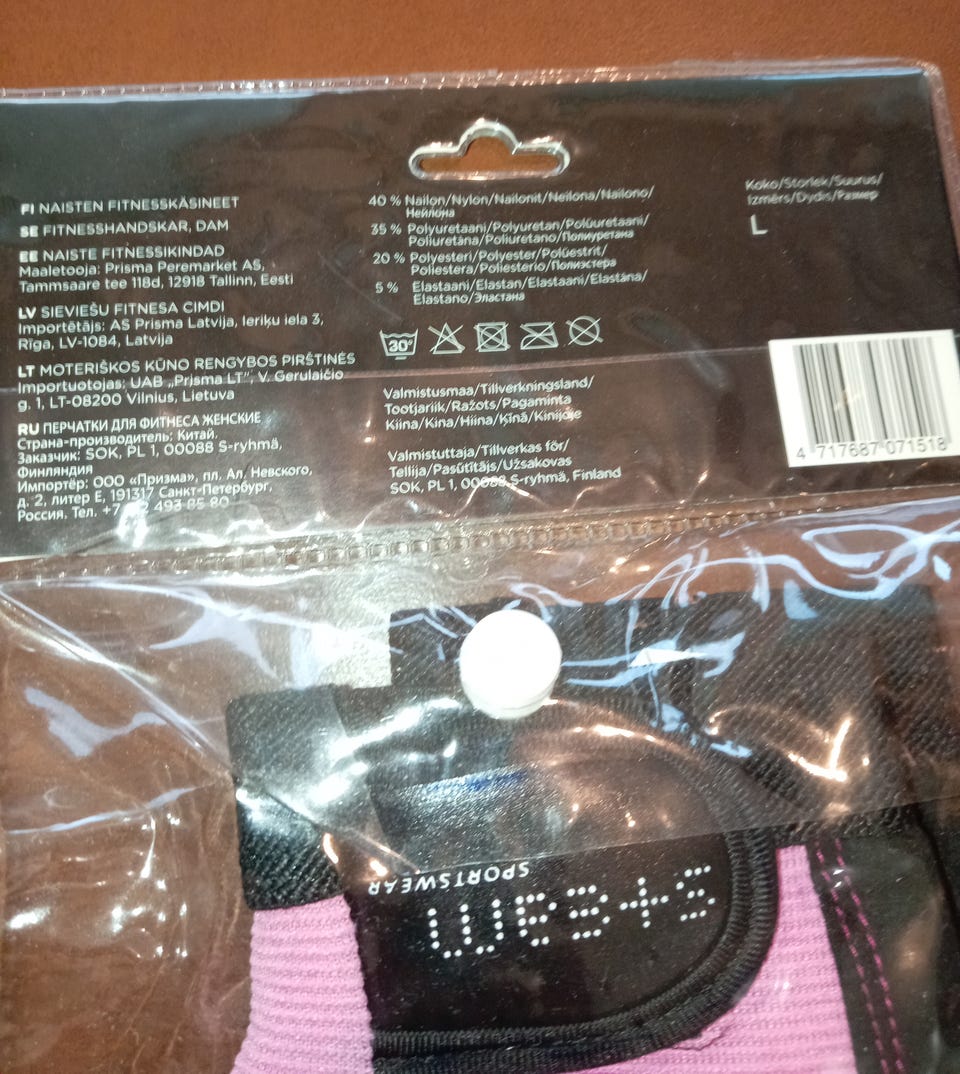 FI NAISTEN FITNESSKÄSINEET
SE FITNESSHANDSKAR, DAM
EE NAISTE FITNESSIKINDAD
Maaletooja: Prisma Peremarket AS,
Tammsaare tee 118d, 12918 Tallinn, Eesti
LV SIEVIEŠU FITNESA CIMDI
Importētājs: AS Prisma Latvija, Ieriķu iela 3,
Rīga, LV-1084, Latvija
LT MOTERIŠKOS KŪNO RENGYBOS PIRŠTINĖS
Importuotojas: UAB „Prisma LT”, V. Gerulaičio
g. 1, LT-08200 Vilnius, Lietuva
RU ПЕРЧАТКИ ДЛЯ ФИТНЕСА ЖЕНСКИЕ
Страна-производитель: Китай.
Заказчик: SOK, PL 1, 00088 S-ryhmä,
Финляндия
Импортёр: ООО «Призма», пл. Ал. Невского,
д. 2, литер Е, 191317 Санкт-Петербург,
Россия. Тел. +7 493 85 80
40 % Nailon/Nylon/Nailonit/Neilona/Nailono/
Нейлона
35 % Polyuretaani/Polyuretan/Polüuretaani/
Poliuretāna/Poliuretano/Полиуретана
20 % Polyesteri/Polyester/Polüestrit/
Poliestera/Poliesterio/Полиэстера
5 % Elastaani/Elastan/Elastaani/Elastāna/
Elastano/Эластана
30°
Valmistusmaa/Tillverkningsland/
Tootjariik/Ražots/Pagaminta
Kiina/Kina/Hiina/Ķīnā/Kinijoje
Valmistuttaja/Tillverkas för/
Tellija/Pasūtītājs/Užsakovas
SOK, PL 1, 00088 S-ryhmä, Finland
Koko/Storlek/Suurus/
Izmērs/Dydis/Размер
L
4 717687 071518
steam
SPORTSWEAR